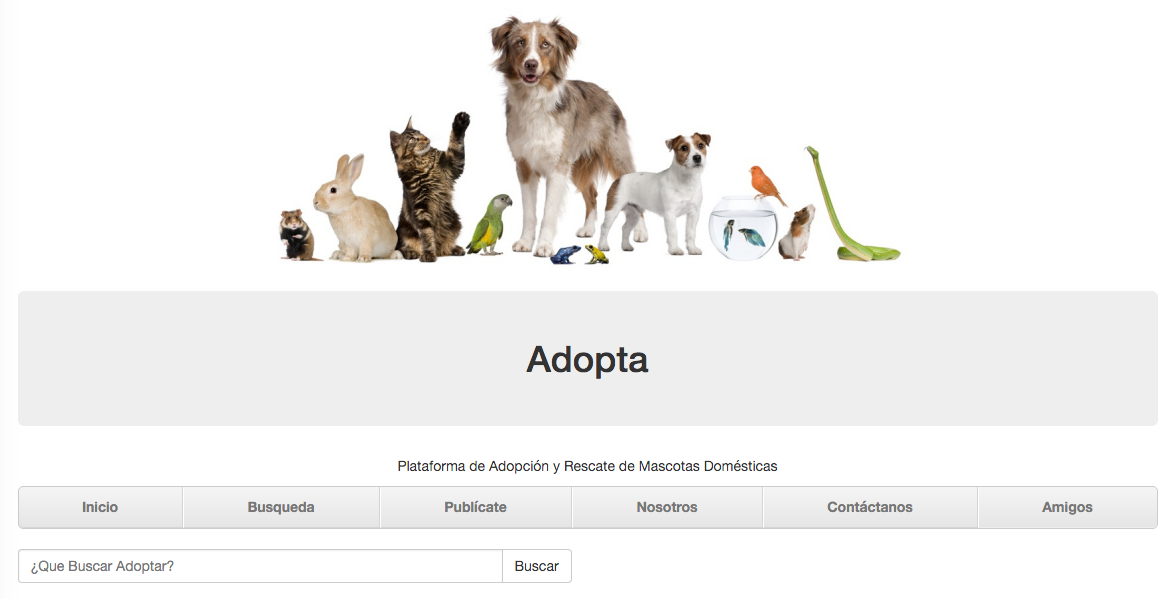 Adopta
Plataforma de Adopción y Rescate de Mascotas Domésticas
Inicio Busqueda Publícate Nosotros Contáctanos Amigos
¿Que Buscar Adoptar? Buscar